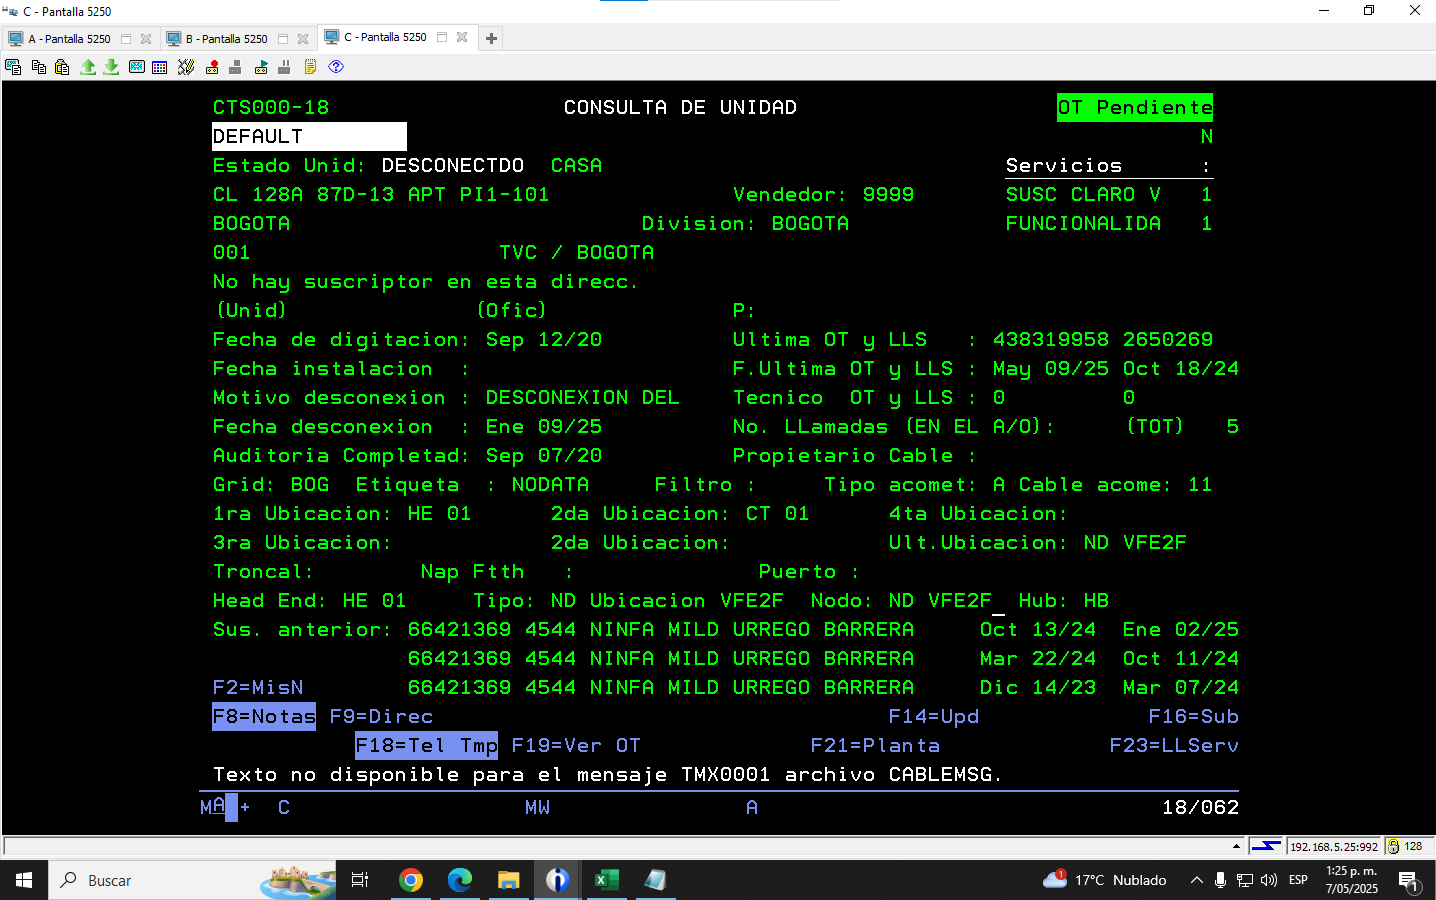 C - Pantalla 5250
A - Pantalla 5250 B - Pantalla 5250 C - Pantalla 5250
CTS000-18 CONSULTA DE UNIDAD OT Pendiente
DEFAULT N
Estado Unid: DESCONECTDO CASA Servicios :
CL 128A 87D-13 APT PI1-101 Vendedor: 9999 SUSC CLARO V 1
BOGOTA Division: BOGOTA FUNCIONALIDA 1
001 TVC / BOGOTA
No hay suscriptor en esta direcc.
(Unid) (Ofic) P:
Fecha de digitacion: Sep 12/20 Ultima OT y LLS : 438319958 2650269
Fecha instalacion : F.Ultima OT y LLS : May 09/25 Oct 18/24
Motivo desconexion : DESCONEXION DEL Tecnico OT y LLS : 0 0
Fecha desconexion : Ene 09/25 No. LLamadas (EN EL A/O): (TOT) 5
Auditoria Completad: Sep 07/20 Propietario Cable :
Grid: BOG Etiqueta : NODATA Filtro : Tipo acomet: A Cable acome: 11
1ra Ubicacion: HE 01 2da Ubicacion: CT 01 4ta Ubicacion:
3ra Ubicacion: 2da Ubicacion: Ult.Ubicacion: ND VFE2F
Troncal: Nap Ftth : Puerto :
Head End: HE 01 Tipo: ND Ubicacion VFE2F Nodo: ND VFE2F_ Hub: HB
Sus. anterior: 66421369 4544 NINFA MILD URREGO BARRERA Oct 13/24 Ene 02/25
66421369 4544 NINFA MILD URREGO BARRERA Mar 22/24 Oct 11/24
F2=MisN 66421369 4544 NINFA MILD URREGO BARRERA Dic 14/23 Mar 07/24
F8=Notas F9=Direc F14=Upd F16=Sub
F18=Tel Tmp F19=Ver OT F21=Planta F23=LLServ
Texto no disponible para el mensaje TMX0001 archivo CABLEMSG.
MA + C MW A 18/062
192.168.5.25:992 128
Buscar 17°C Nublado ESP 1:25 p. m.
7/05/2025
1
1